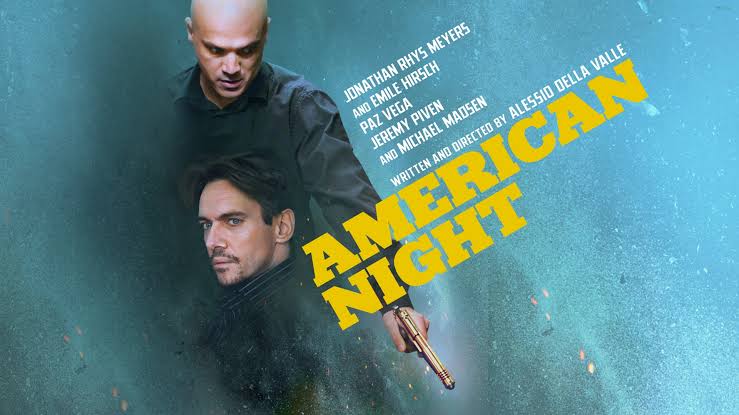 JONATHAN RHYS MEYERS
AND EMILE HIRSCH
PAZ VEGA
JEREMY PIVEN
AND MICHAEL MADSEN
WRITTEN AND DIRECTED BY ALESSIO DELLA VALLE
AMERICAN
NIGHT